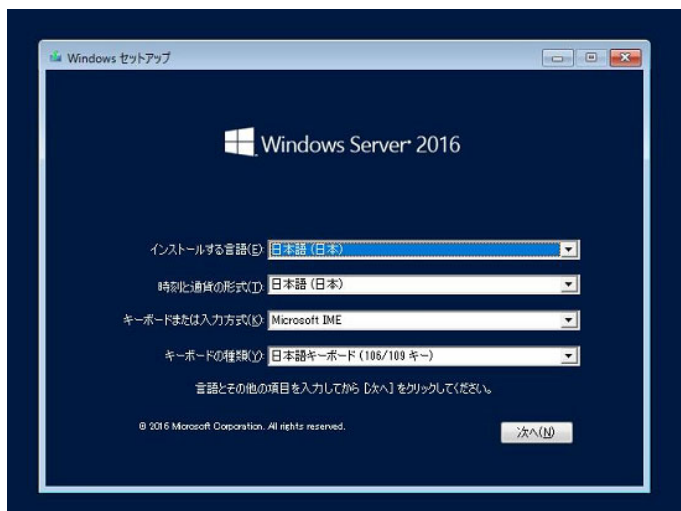 Windows セットアップ
Windows Server 2016
インストールする言語(E): 日本語 (日本)
時刻と通貨の形式(T): 日本語 (日本)
キーボードまたは入力方式(K): Microsoft IME
キーボードの種類(Y): 日本語キーボード (106/109 キー)
言語とその他の項目を入力してから [次へ] をクリックしてください。
© 2016 Microsoft Corporation. All rights reserved.
次へ(N)